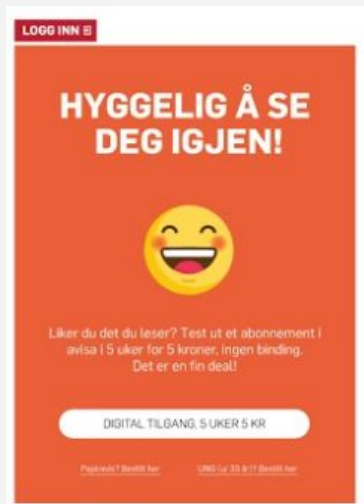 LOGG INN
HYGGELIG Å SE
DEG IGJEN!
Liker du det du leser? Test ut et abonnement i
avisa i 5 uker for 5 kroner, ingen binding.
Det er en fin deal!
DIGITAL TILGANG, 5 UKER 5 KR
Papiravis? Bestill her
UNG (u/ 33 år)? Bestill her